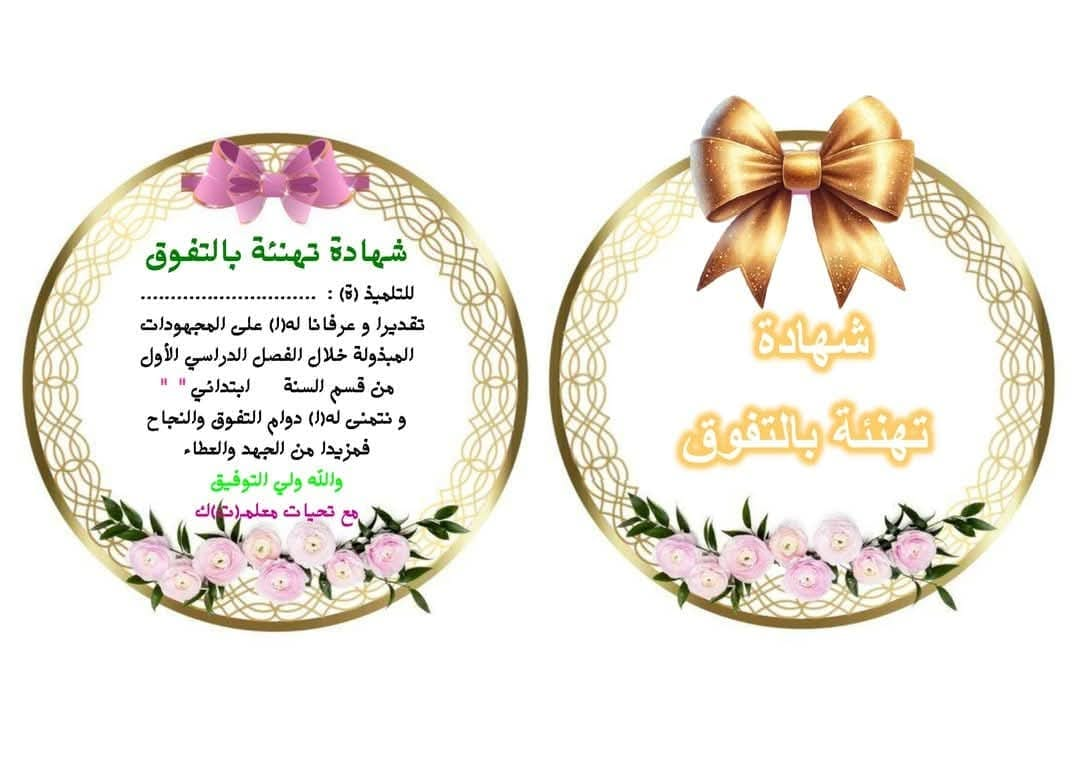 شهادة تهنئة بالتفوق
للتلميذ (ة) : ..............................
تقديرا و عرفانا له(ا) على المجهودات
المبذولة خلال الفصل الدراسي الأول
من قسم السنة ابتدائي " "
و نتمنى له(ا) دوام التفوق والنجاح
فمزيدا من الجهد والعطاء
والله ولي التوفيق
مع تحيات معلمـ(ت)ك
شهادة
تهنئة بالتفوق